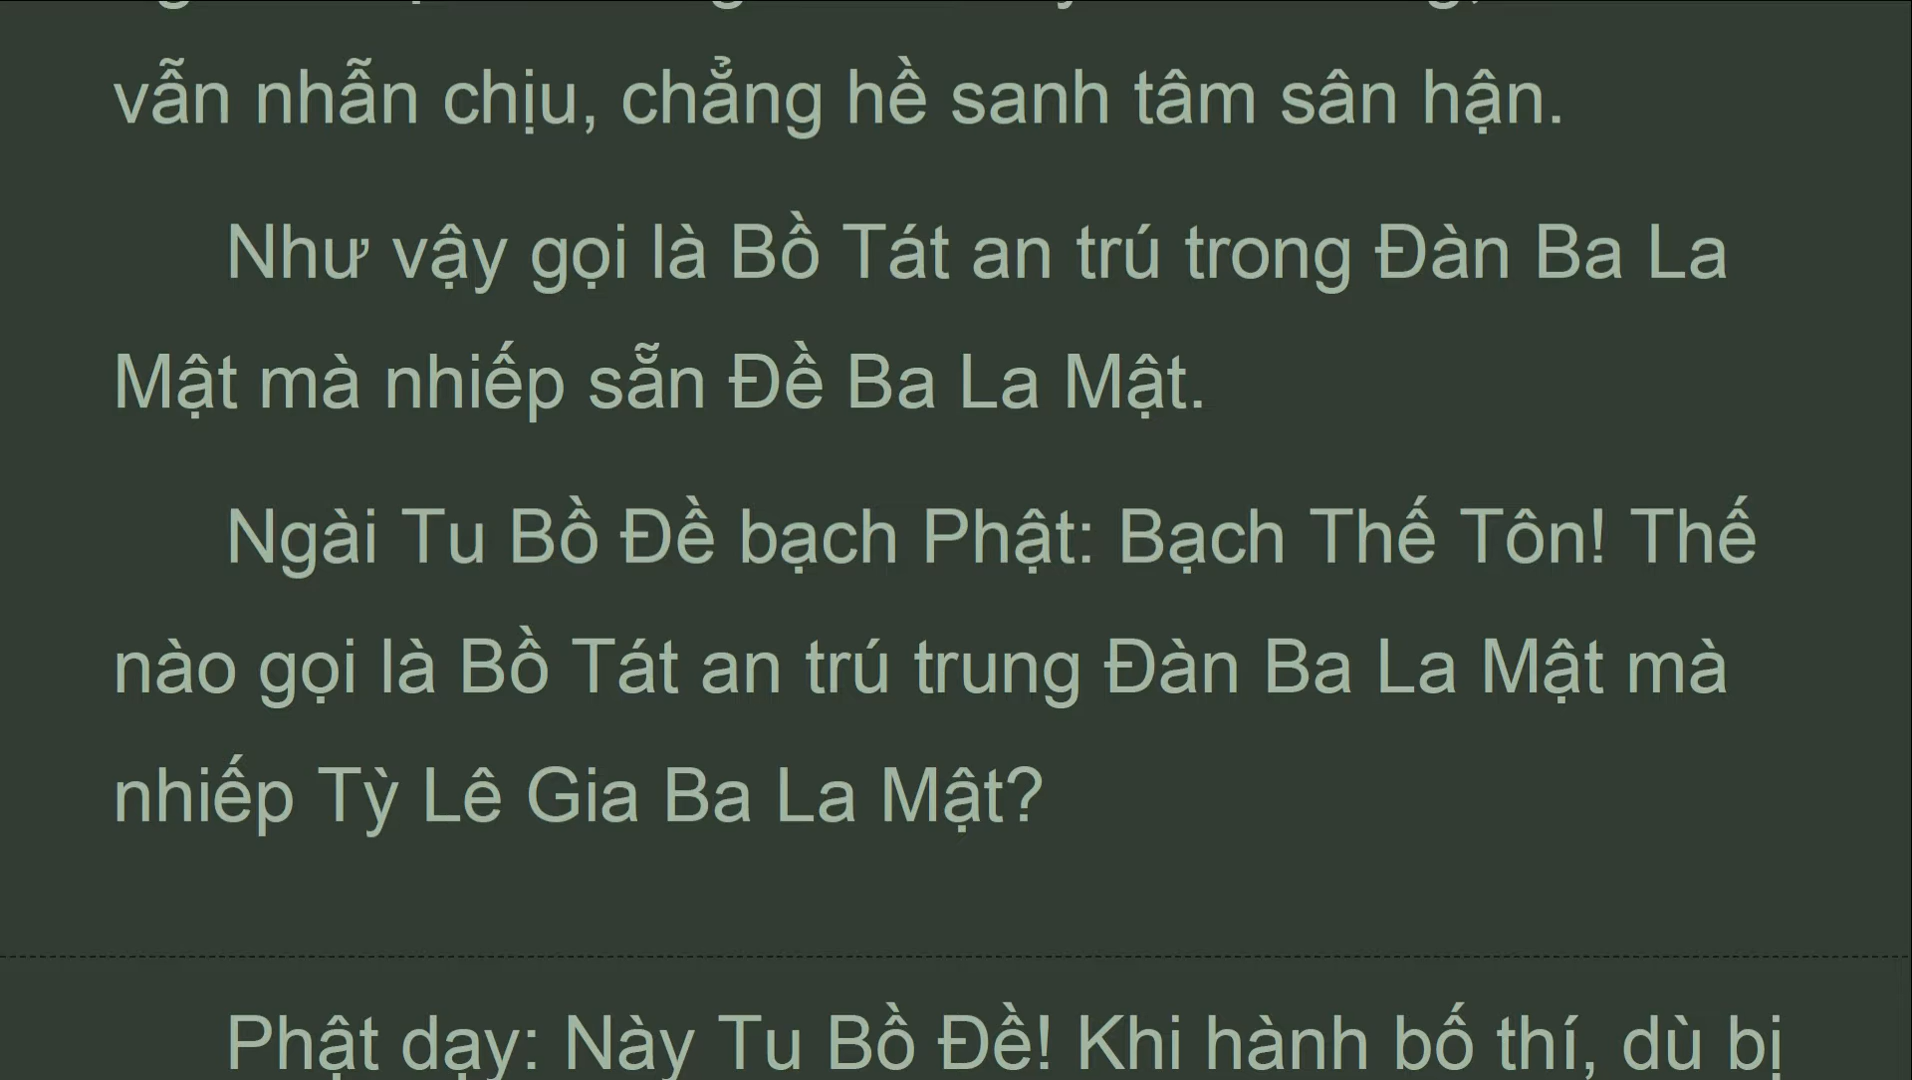 vẫn nhẫn chịu, chẳng hề sanh tâm sân hận.
Như vậy gọi là Bồ Tát an trú trong Đàn Ba La
Mật mà nhiếp sẵn Đề Ba La Mật.
Ngài Tu Bồ Đề bạch Phật: Bạch Thế Tôn! Thế
nào gọi là Bồ Tát an trú trung Đàn Ba La Mật mà
nhiếp Tỳ Lê Gia Ba La Mật?
Phật dạy: Này Tu Bồ Đề! Khi hành bố thí, dù bị